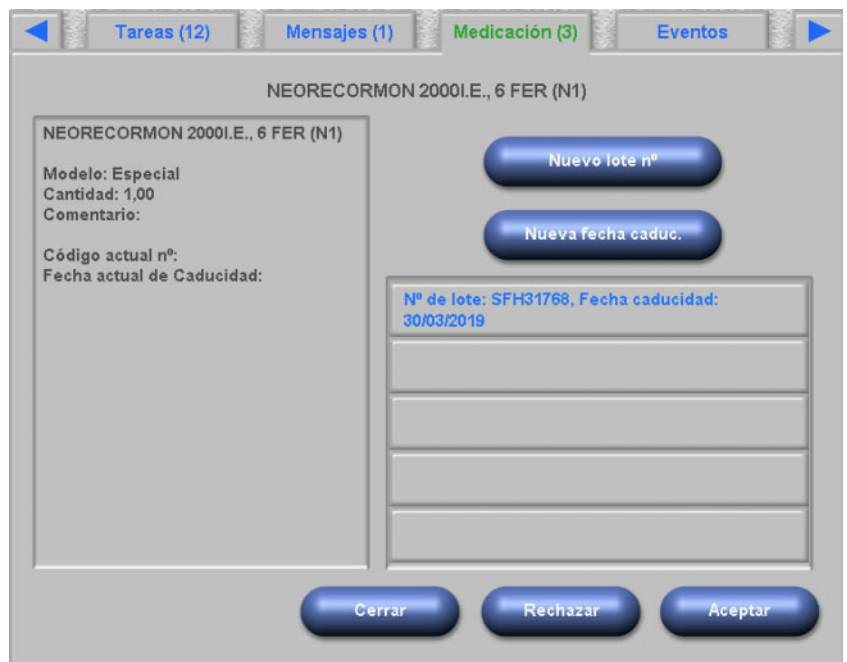 Tareas (12) Mensajes (1) Medicación (3) Eventos
NEORECORMON 2000I.E., 6 FER (N1)
NEORECORMON 2000I.E., 6 FER (N1)
Modelo: Especial
Cantidad: 1,00
Comentario:
Código actual nº:
Fecha actual de Caducidad:
Nuevo lote nº
Nueva fecha caduc.
Nº de lote: SFH31768, Fecha caducidad:
30/03/2019
Cerrar Rechazar Aceptar